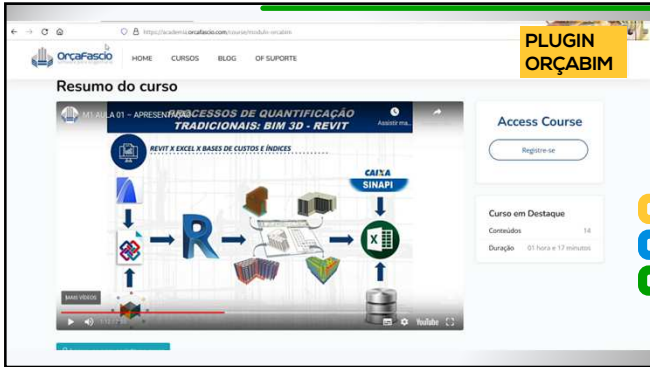 https://academia.orcafascio.com/course/modulo-orcabim
OrçaFascio
HOME
CURSOS
BLOG
OF SUPORTE
PLUGIN
ORÇABIM
Resumo do curso
M1 AULA 01 – APRESENTAÇÃO
PROCESSOS DE QUANTIFICAÇÃO
TRADICIONAIS: BIM 3D - REVIT
Assistir ma...
REVIT X EXCEL X BASES DE CUSTOS E ÍNDICES
CAIXA
SINAPI
R
X
MAIS VÍDEOS
YouTube
Access Course
Registre-se
Curso em Destaque
Conteúdos 14
Duração 01 hora e 17 minutos